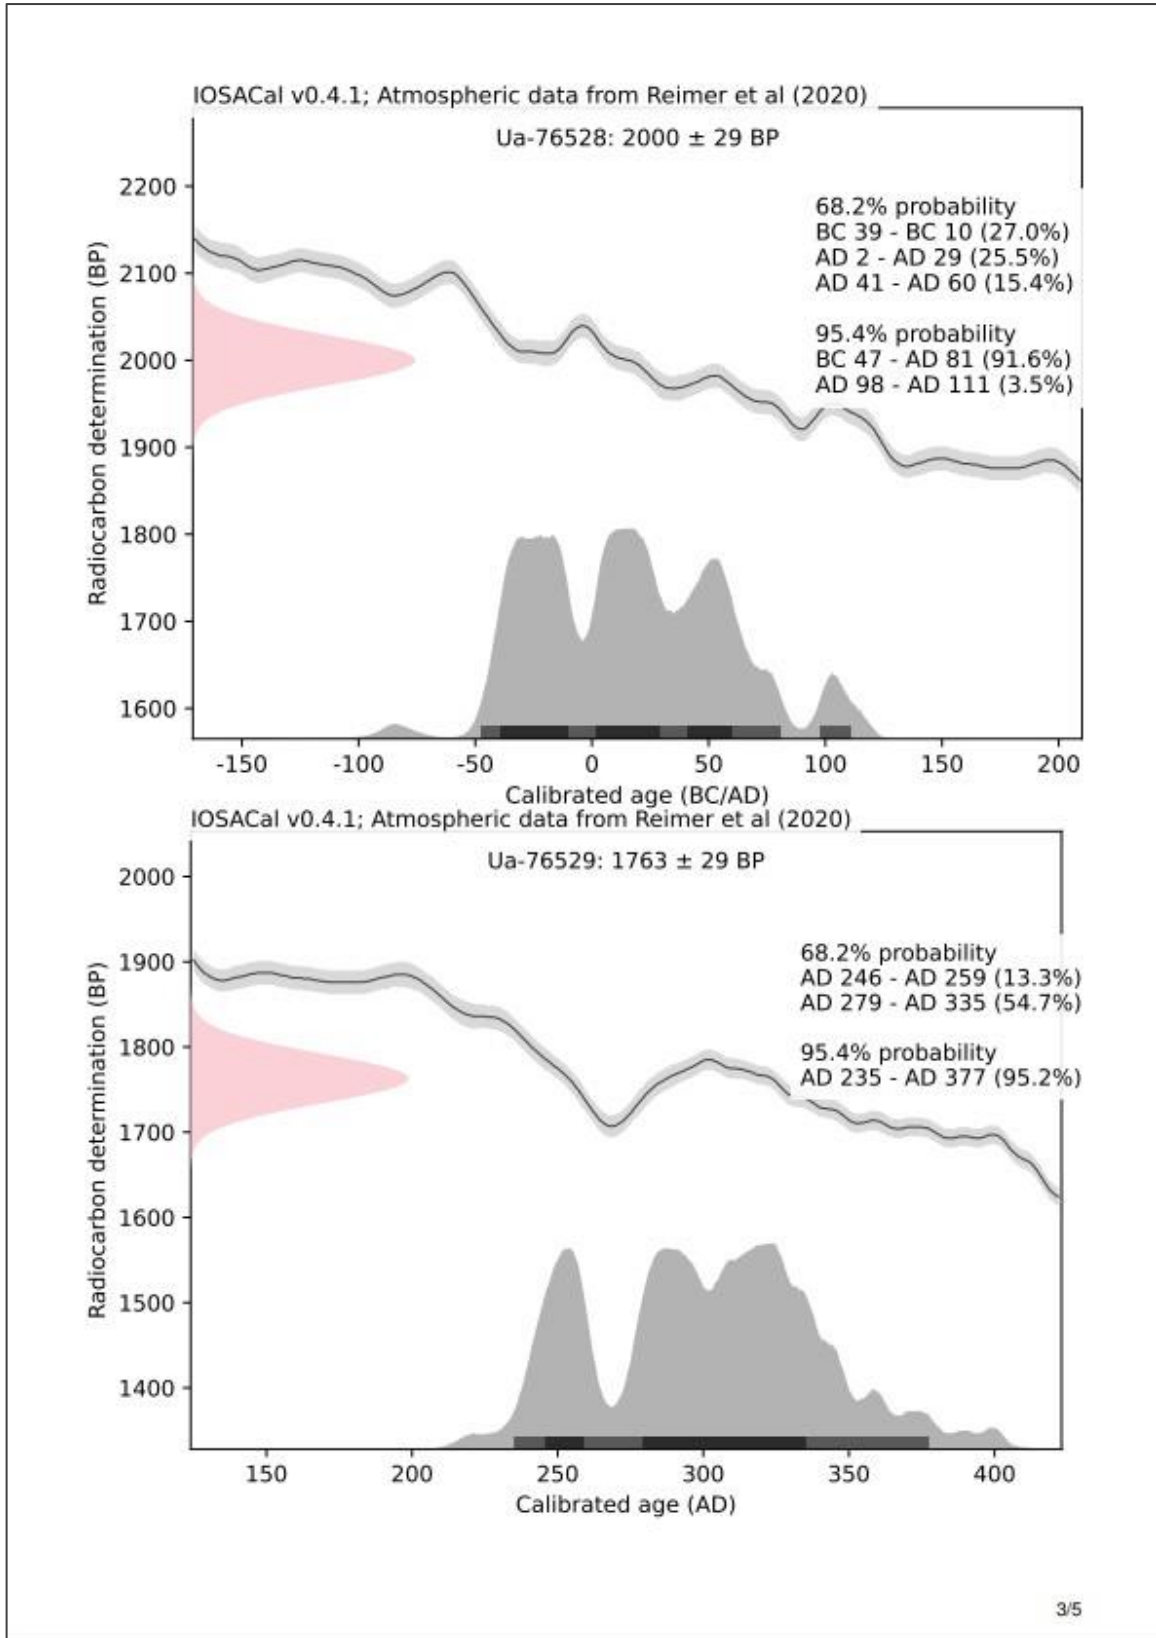 IOSACal v0.4.1; Atmospheric data from Reimer et al (2020)
Ua-76528: 2000 ± 29 BP
68.2% probability
BC 39 - BC 10 (27.0%)
AD 2 - AD 29 (25.5%)
AD 41 - AD 60 (15.4%)
95.4% probability
BC 47 - AD 81 (91.6%)
AD 98 - AD 111 (3.5%)
Radiocarbon determination (BP)
2200
2100
2000
1900
1800
1700
1600
-150 -100 -50 0 50 100 150 200
Calibrated age (BC/AD)
IOSACal v0.4.1; Atmospheric data from Reimer et al (2020)
Ua-76529: 1763 ± 29 BP
68.2% probability
AD 246 - AD 259 (13.3%)
AD 279 - AD 335 (54.7%)
95.4% probability
AD 235 - AD 377 (95.2%)
Radiocarbon determination (BP)
2000
1900
1800
1700
1600
1500
1400
150 200 250 300 350 400
Calibrated age (AD)
3/5